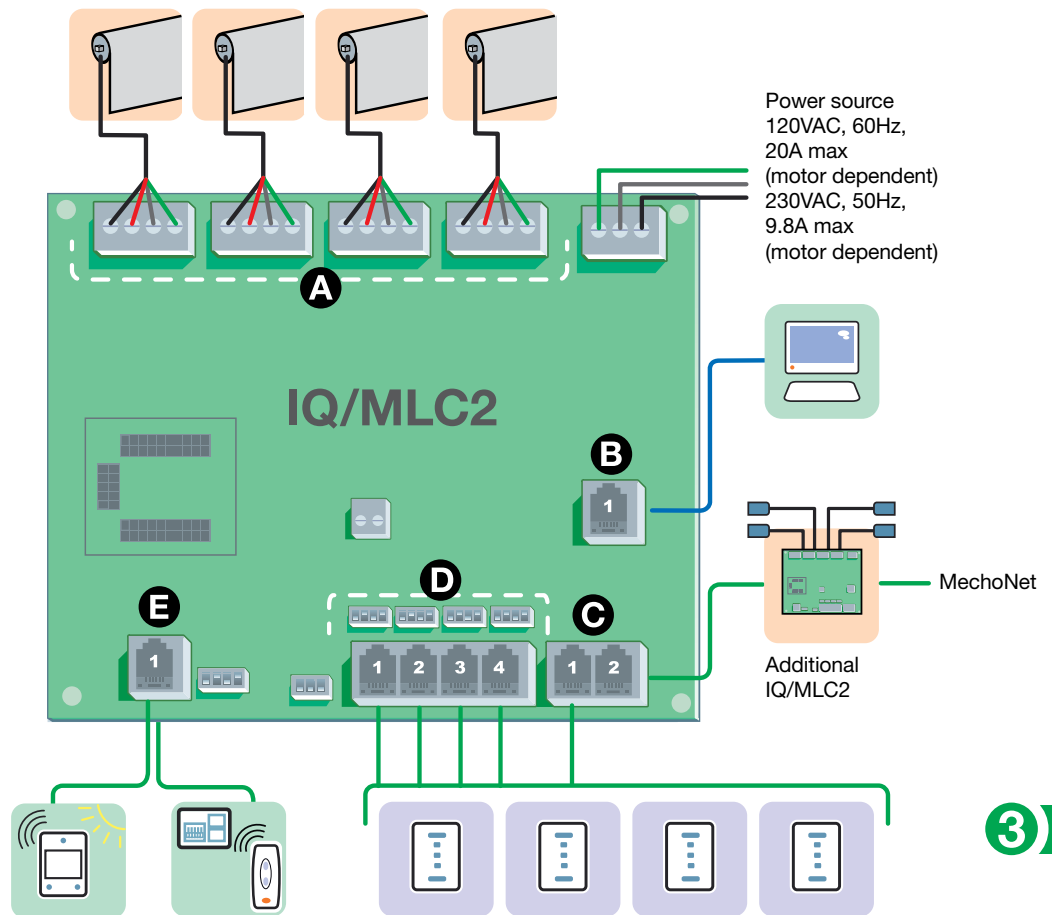 Power source
120VAC, 60Hz,
20A max
(motor dependent)
230VAC, 50Hz,
9.8A max
(motor dependent)
A
IQ/MLC2
B
1
D
E
C
MechoNet
1
1
2
3
4
1
2
Additional
IQ/MLC2
3